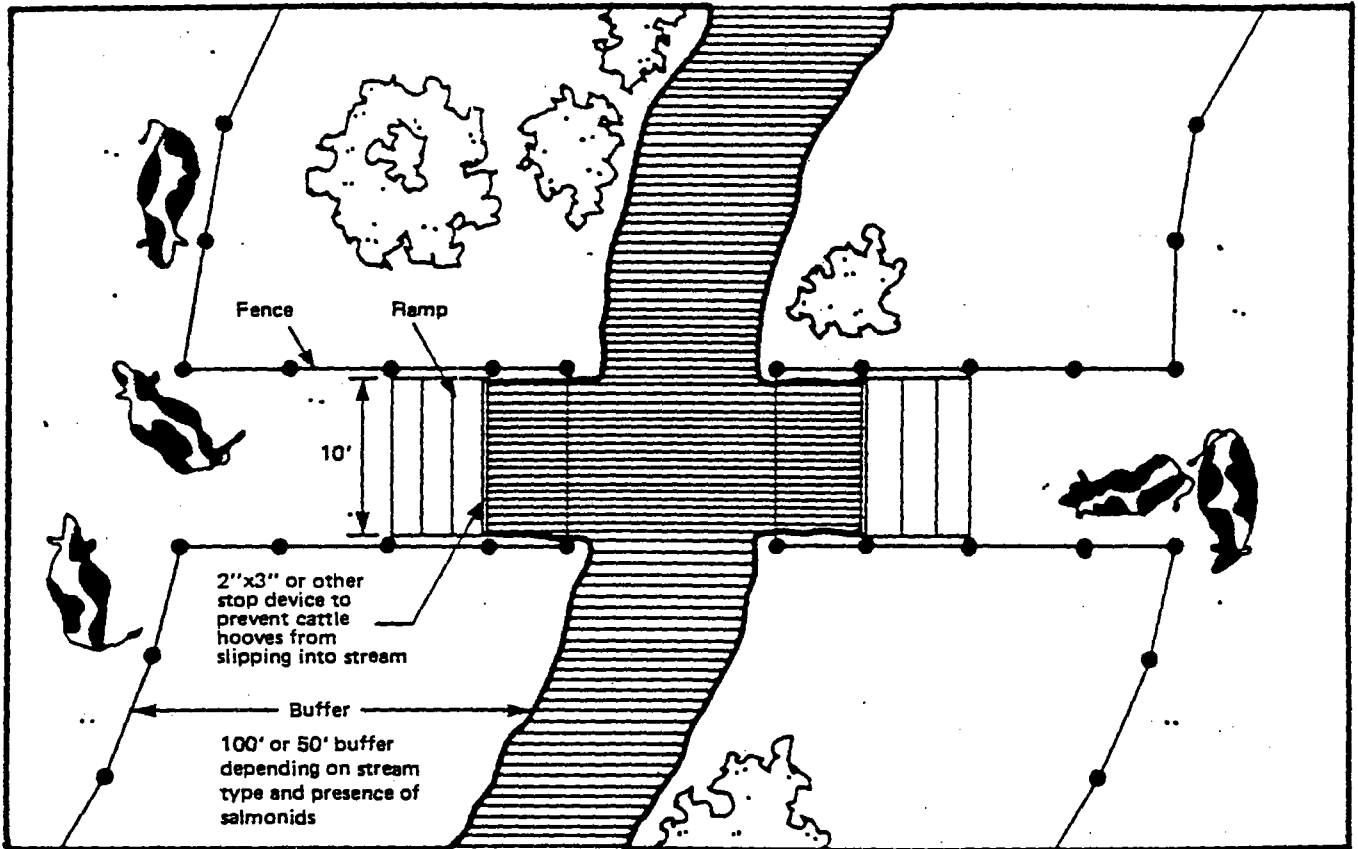 Fence
Ramp
10'
2"x3" or other
stop device to
prevent cattle
hooves from
slipping into stream
Buffer
100' or 50' buffer
depending on stream
type and presence of
salmonids